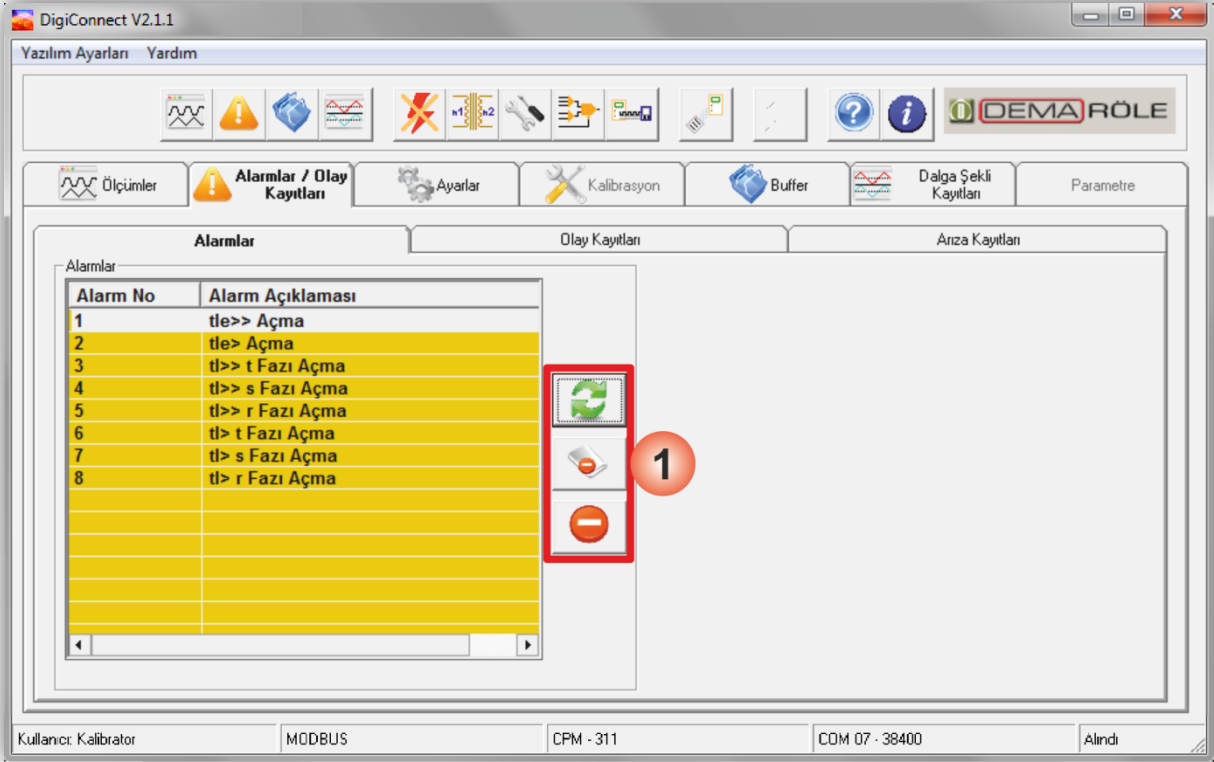 DigiConnect V2.1.1
Yazılım Ayarları Yardım
DEMA RÖLE
Ölçümler
Alarmlar / Olay
Kayıtları
Ayarlar
Kalibrasyon
Buffer
Dalga Şekli
Kayıtları
Parametre
Alarmlar
Olay Kayıtları
Arıza Kayıtları
Alarmlar
Alarm No Alarm Açıklaması
1 tIe>> Açma
2 tIe> Açma
3 tI>> t Fazı Açma
4 tI>> s Fazı Açma
5 tI>> r Fazı Açma
6 tI> t Fazı Açma
7 tI> s Fazı Açma
8 tI> r Fazı Açma
1
Kullanıcı: Kalibrator MODBUS CPM - 311 COM 07 - 38400 Alındı